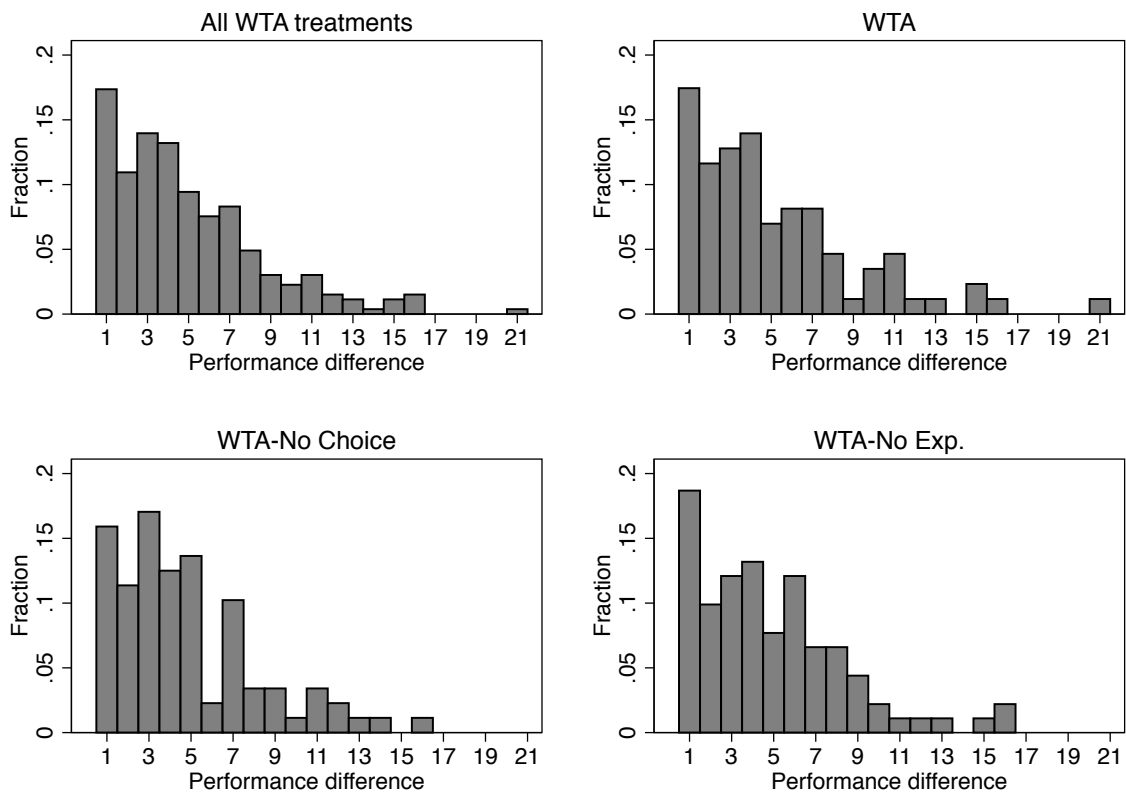 All WTA treatments
Fraction
.2
.15
.1
.05
0
1 3 5 7 9 11 13 15 17 19 21
Performance difference
WTA
Fraction
.2
.15
.1
.05
0
1 3 5 7 9 11 13 15 17 19 21
Performance difference
WTA-No Choice
Fraction
.2
.15
.1
.05
0
1 3 5 7 9 11 13 15 17 19 21
Performance difference
WTA-No Exp.
Fraction
.2
.15
.1
.05
0
1 3 5 7 9 11 13 15 17 19 21
Performance difference